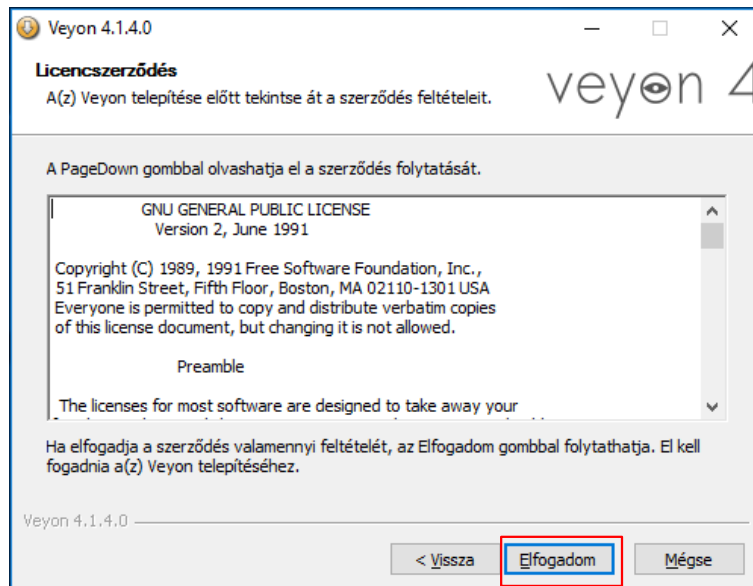 Veyon 4.1.4.0
Licencszerződés
A(z) Veyon telepítése előtt tekintse át a szerződés feltételeit.
veyon 4
A PageDown gombbal olvashatja el a szerződés folytatását.
GNU GENERAL PUBLIC LICENSE
Version 2, June 1991
Copyright (C) 1989, 1991 Free Software Foundation, Inc.,
51 Franklin Street, Fifth Floor, Boston, MA 02110-1301 USA
Everyone is permitted to copy and distribute verbatim copies
of this license document, but changing it is not allowed.
Preamble
The licenses for most software are designed to take away your
Ha elfogadja a szerződés valamennyi feltételét, az Elfogadom gombbal folytathatja. El kell
fogadnia a(z) Veyon telepítéséhez.
Veyon 4.1.4.0
< Vissza Elfogadom Mégse